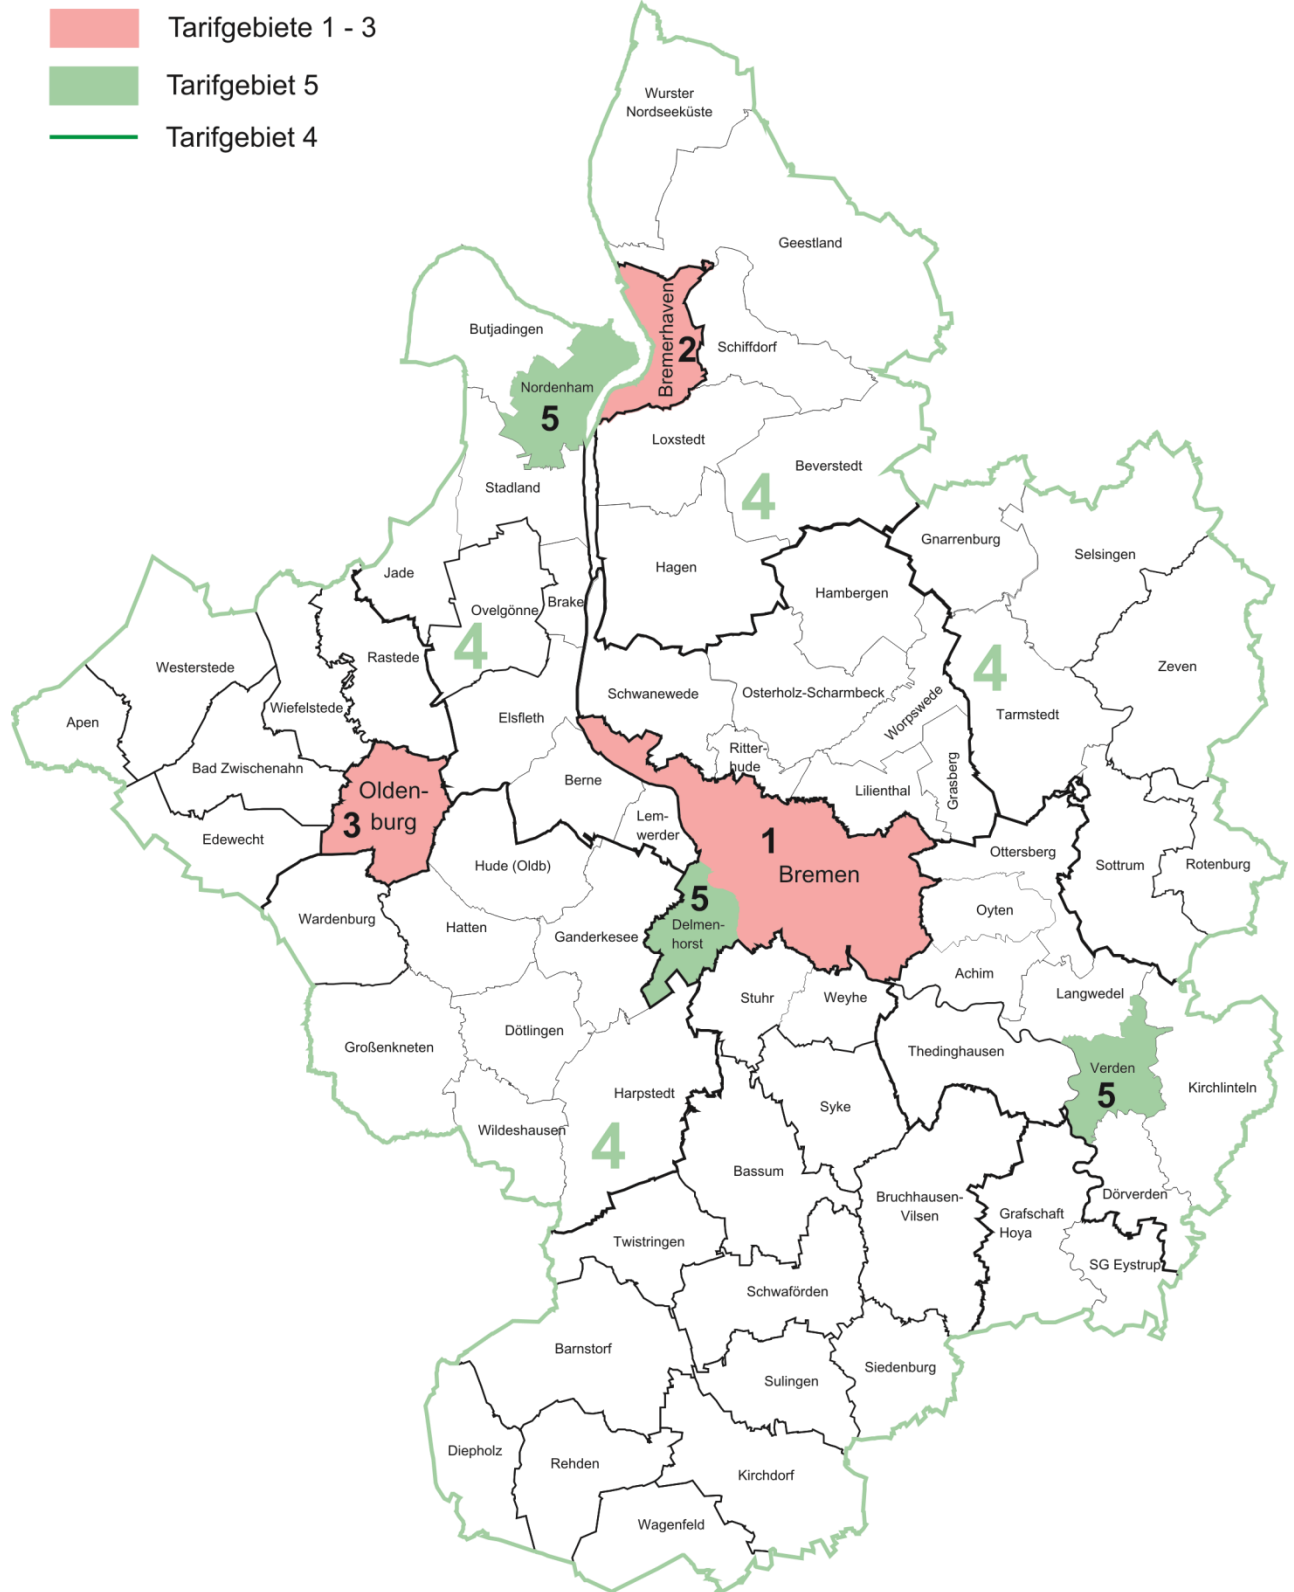 Tarifgebiete 1 - 3
Tarifgebiet 5
Tarifgebiet 4
Wurster
Nordseeküste
Geestland
Bremerhaven
2
Schiffdorf
Butjadingen
Nordenham
5
Loxstedt
Beverstedt
4
Stadland
Hagen
Gnarrenburg
Selsingen
Jade
Ovelgönne
Brake
4
Hambergen
Westerstede
Rastede
Zeven
4
Tarmstedt
Apen
Wiefelstede
Elsfleth
Schwanewede
Osterholz-Scharmbeck
Worpswede
Bad Zwischenahn
Ritter-
hude
Lilienthal
Grasberg
Berne
Lem-
werder
Olden-
3 burg
Edewecht
1
Bremen
Hude (Oldb)
Ottersberg
Sottrum
Rotenburg
Wardenburg
Hatten
Ganderkesee
5
Delmen-
horst
Oyten
Achim
Langwedel
Stuhr
Weyhe
Großenkneten
Dötlingen
Thedinghausen
Verden
5
Kirchlinteln
Harpstedt
4
Wildeshausen
Syke
Bassum
Bruchhausen-
Vilsen
Grafschaft
Hoya
Dörverden
SG Eystrup
Twistringen
Schwaförden
Barnstorf
Sulingen
Siedenburg
Diepholz
Rehden
Kirchdorf
Wagenfeld